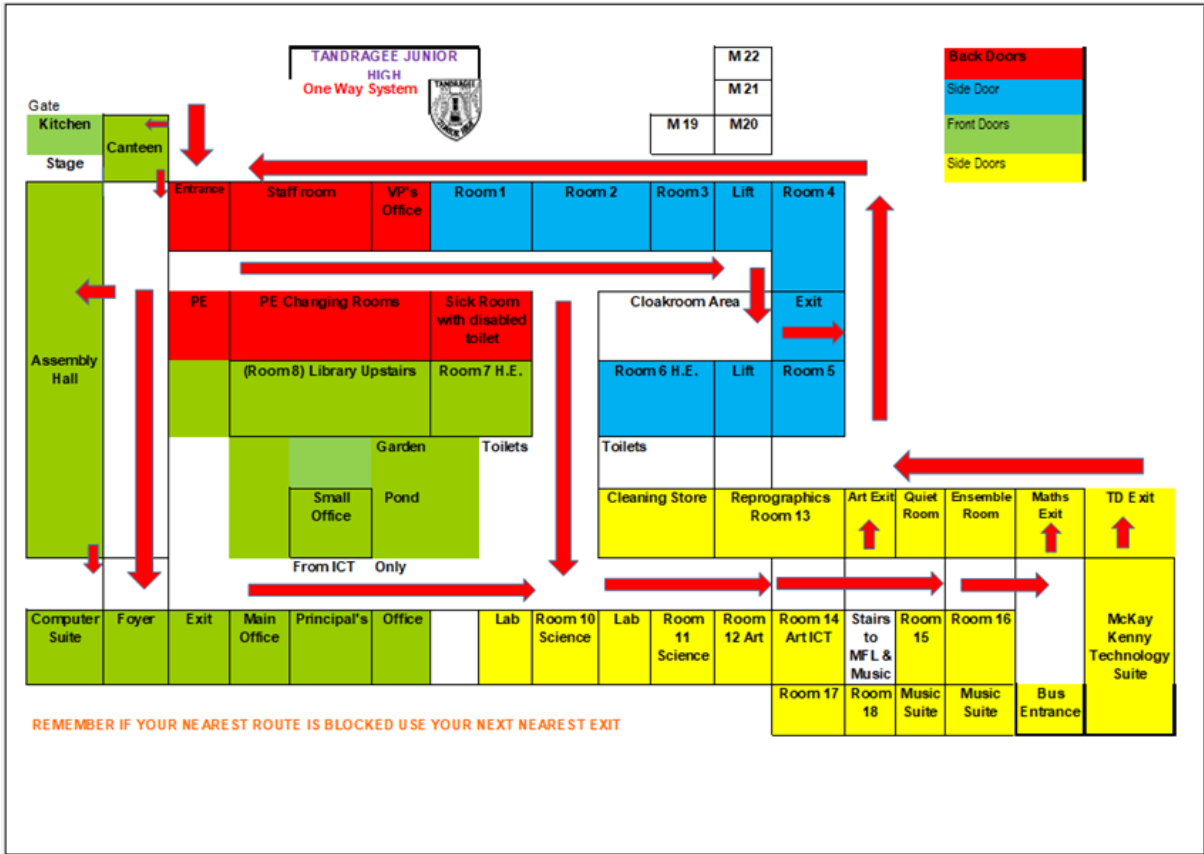 TANDRAGEE JUNIOR
HIGH
One Way System
TANDRAGEE
JUNIOR HIGH
M 22
M 21
M 19
M20
Back Doors
Side Door
Front Doors
Side Doors
Gate
Kitchen
Canteen
Stage
Entrance
Staff room
VP's
Office
Room 1
Room 2
Room 3
Lift
Room 4
PE
PE Changing Rooms
Sick Room
with disabled
toilet
Cloakroom Area
Exit
Assembly
Hall
(Room 8) Library Upstairs
Room 7 H.E.
Room 6 H.E.
Lift
Room 5
Garden
Toilets
Toilets
Small
Office
Pond
Cleaning Store
Reprographics
Room 13
Art Exit
Quiet
Room
Ensemble
Room
Maths
Exit
TD Exit
From ICT Only
Computer
Suite
Foyer
Exit
Main
Office
Principal's
Office
Lab
Room 10
Science
Lab
Room
11
Science
Room
12 Art
Room 14
Art ICT
Stairs
to
MFL &
Music
Room
15
Room 16
McKay
Kenny
Technology
Suite
Room 17
Room
18
Music
Suite
Music
Suite
Bus
Entrance
REMEMBER IF YOUR NEAREST ROUTE IS BLOCKED USE YOUR NEXT NEAREST EXIT